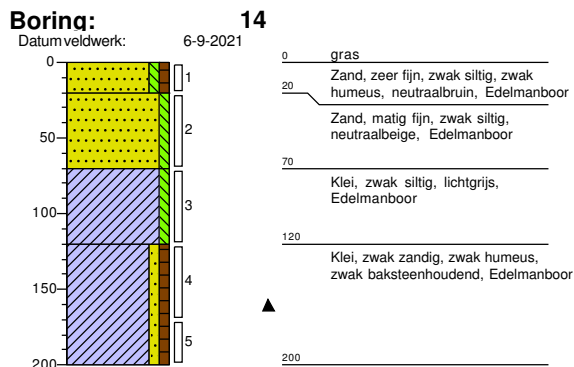 Boring: 14
Datum veldwerk: 6-9-2021
0
50
100
150
200
1
2
3
4
5
0 gras
Zand, zeer fijn, zwak siltig, zwak
humeus, neutraalbruin, Edelmanboor
20
Zand, matig fijn, zwak siltig,
neutraalbeige, Edelmanboor
70
Klei, zwak siltig, lichtgrijs,
Edelmanboor
120
Klei, zwak zandig, zwak humeus,
zwak baksteenhoudend, Edelmanboor
200